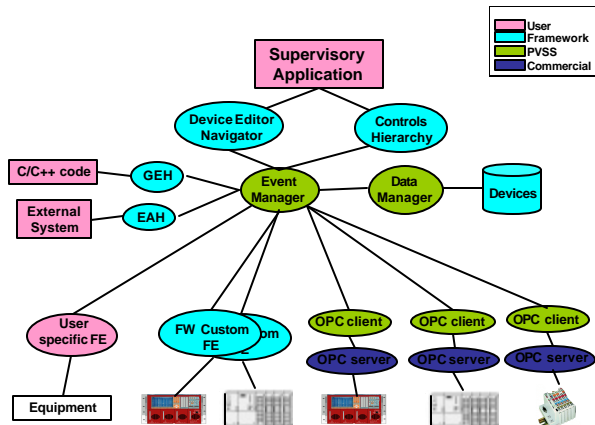 User
Framework
PVSS
Commercial
Supervisory
Application
Device Editor
Navigator
Controls
Hierarchy
C/C++ code
GEH
Event
Manager
Data
Manager
Devices
External
System
EAH
User
specific FE
FW Custom
FE
OPC client
OPC client
OPC client
OPC server
OPC server
OPC server
Equipment